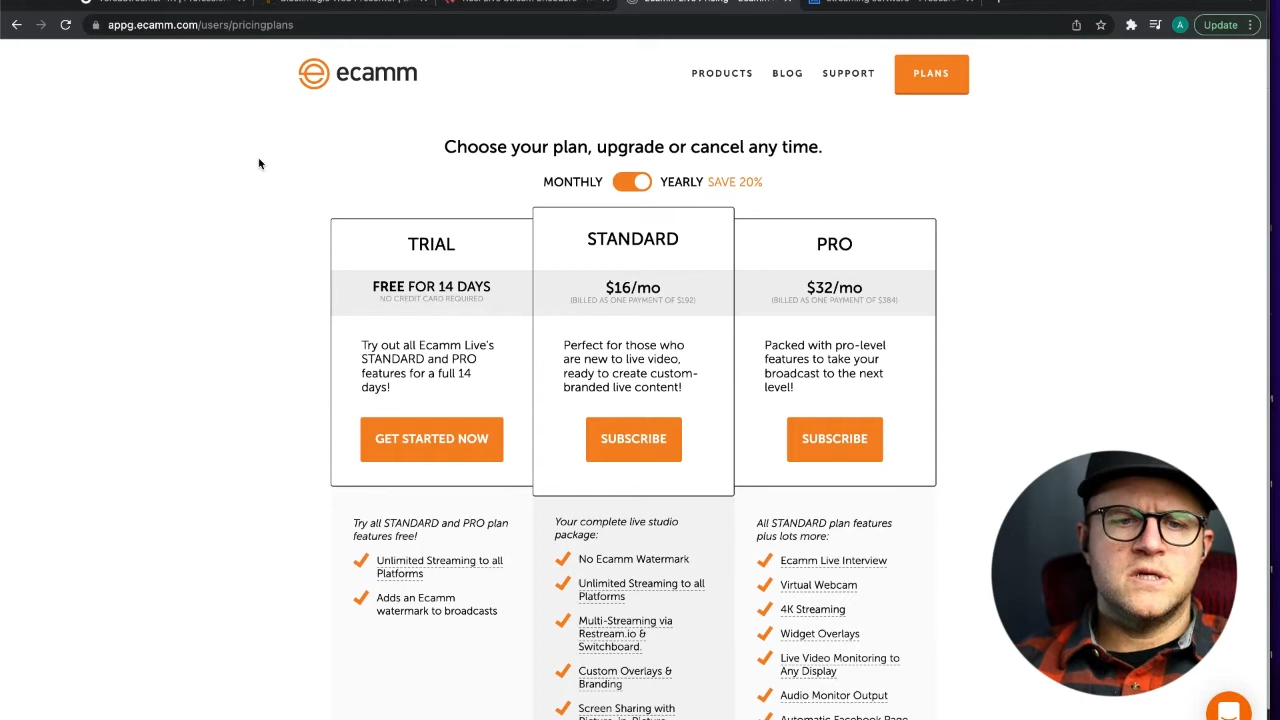 appg.ecamm.com/users/pricingplans
A
Update
ecamm
PRODUCTS
BLOG
SUPPORT
PLANS
Choose your plan, upgrade or cancel any time.
MONTHLY
YEARLY SAVE 20%
TRIAL
FREE FOR 14 DAYS
NO CREDIT CARD REQUIRED
Try out all Ecamm Live's
STANDARD and PRO
features for a full 14
days!
GET STARTED NOW
Try all STANDARD and PRO plan
features free!
Unlimited Streaming to all
Platforms
Adds an Ecamm
watermark to broadcasts
STANDARD
$16/mo
(BILLED AS ONE PAYMENT OF $192)
Perfect for those who
are new to live video,
ready to create custom-
branded live content!
SUBSCRIBE
Your complete live studio
package:
No Ecamm Watermark
Unlimited Streaming to all
Platforms
Multi-Streaming via
Restream.io &
Switchboard.
Custom Overlays &
Branding
Screen Sharing with
PRO
$32/mo
(BILLED AS ONE PAYMENT OF $384)
Packed with pro-level
features to take your
broadcast to the next
level!
SUBSCRIBE
All STANDARD plan features
plus lots more:
Ecamm Live Interview
Virtual Webcam
4K Streaming
Widget Overlays
Live Video Monitoring to
Any Display
Audio Monitor Output
Automatic Facebook Page